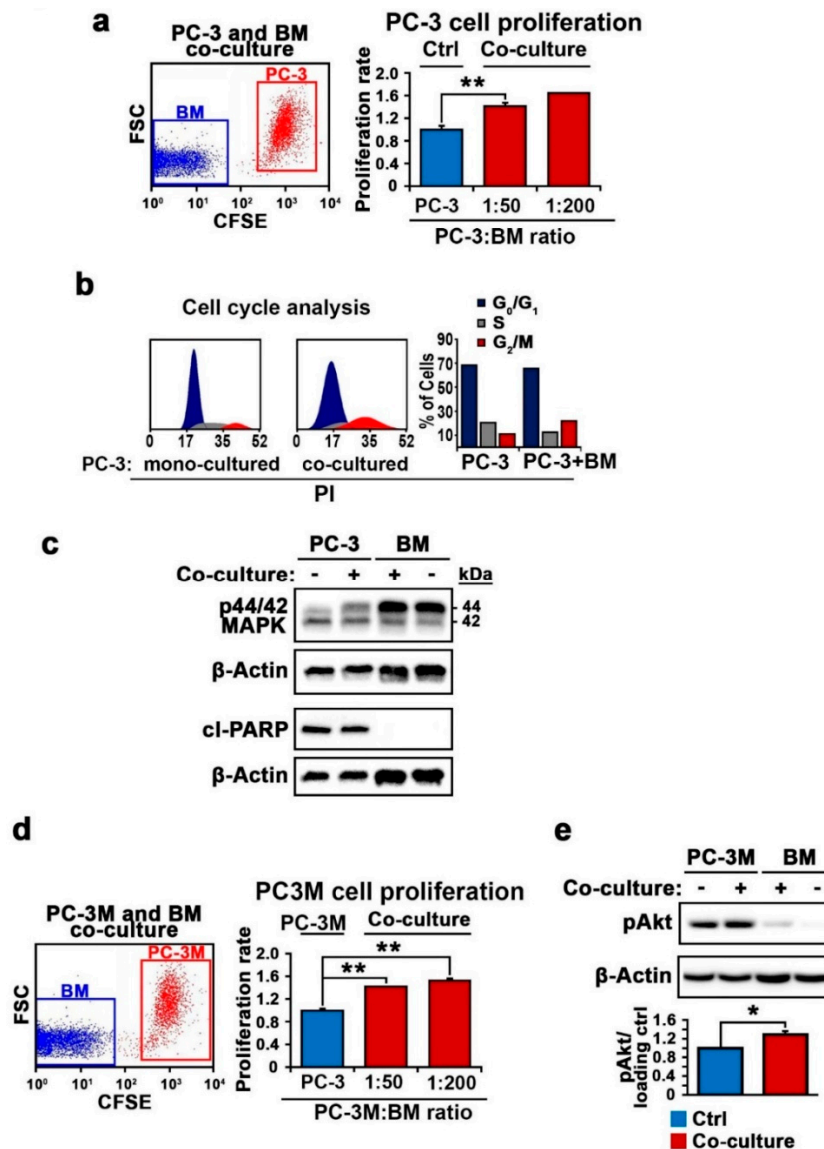 a
PC-3 and BM
co-culture
PC-3
BM
FSC
10⁰ 10¹ 10² 10³ 10⁴
CFSE
PC-3 cell proliferation
Ctrl Co-culture
**
Proliferation rate
2.0
1.6
1.2
0.8
0.4
0
PC-3 1:50 1:200
PC-3:BM ratio
b
Cell cycle analysis
0 17 35 52
0 17 35 52
PC-3: mono-cultured co-cultured
PI
G₀/G₁
S
G₂/M
% of Cells
90
70
50
30
10
PC-3 PC-3+BM
c
PC-3 BM
Co-culture: - + + - kDa
p44/42
MAPK
44
42
β-Actin
cl-PARP
β-Actin
d
PC-3M and BM
co-culture
PC-3M
BM
FSC
10⁰ 10¹ 10² 10³ 10⁴
CFSE
PC3M cell proliferation
PC-3M Co-culture
**
**
Proliferation rate
2.0
1.6
1.2
0.8
0.4
0
PC-3 1:50 1:200
PC-3M:BM ratio
e
PC-3M BM
Co-culture: - + + -
pAkt
β-Actin
*
pAkt/
loading ctrl
1.6
1.2
0.8
0.4
0
Ctrl
Co-culture